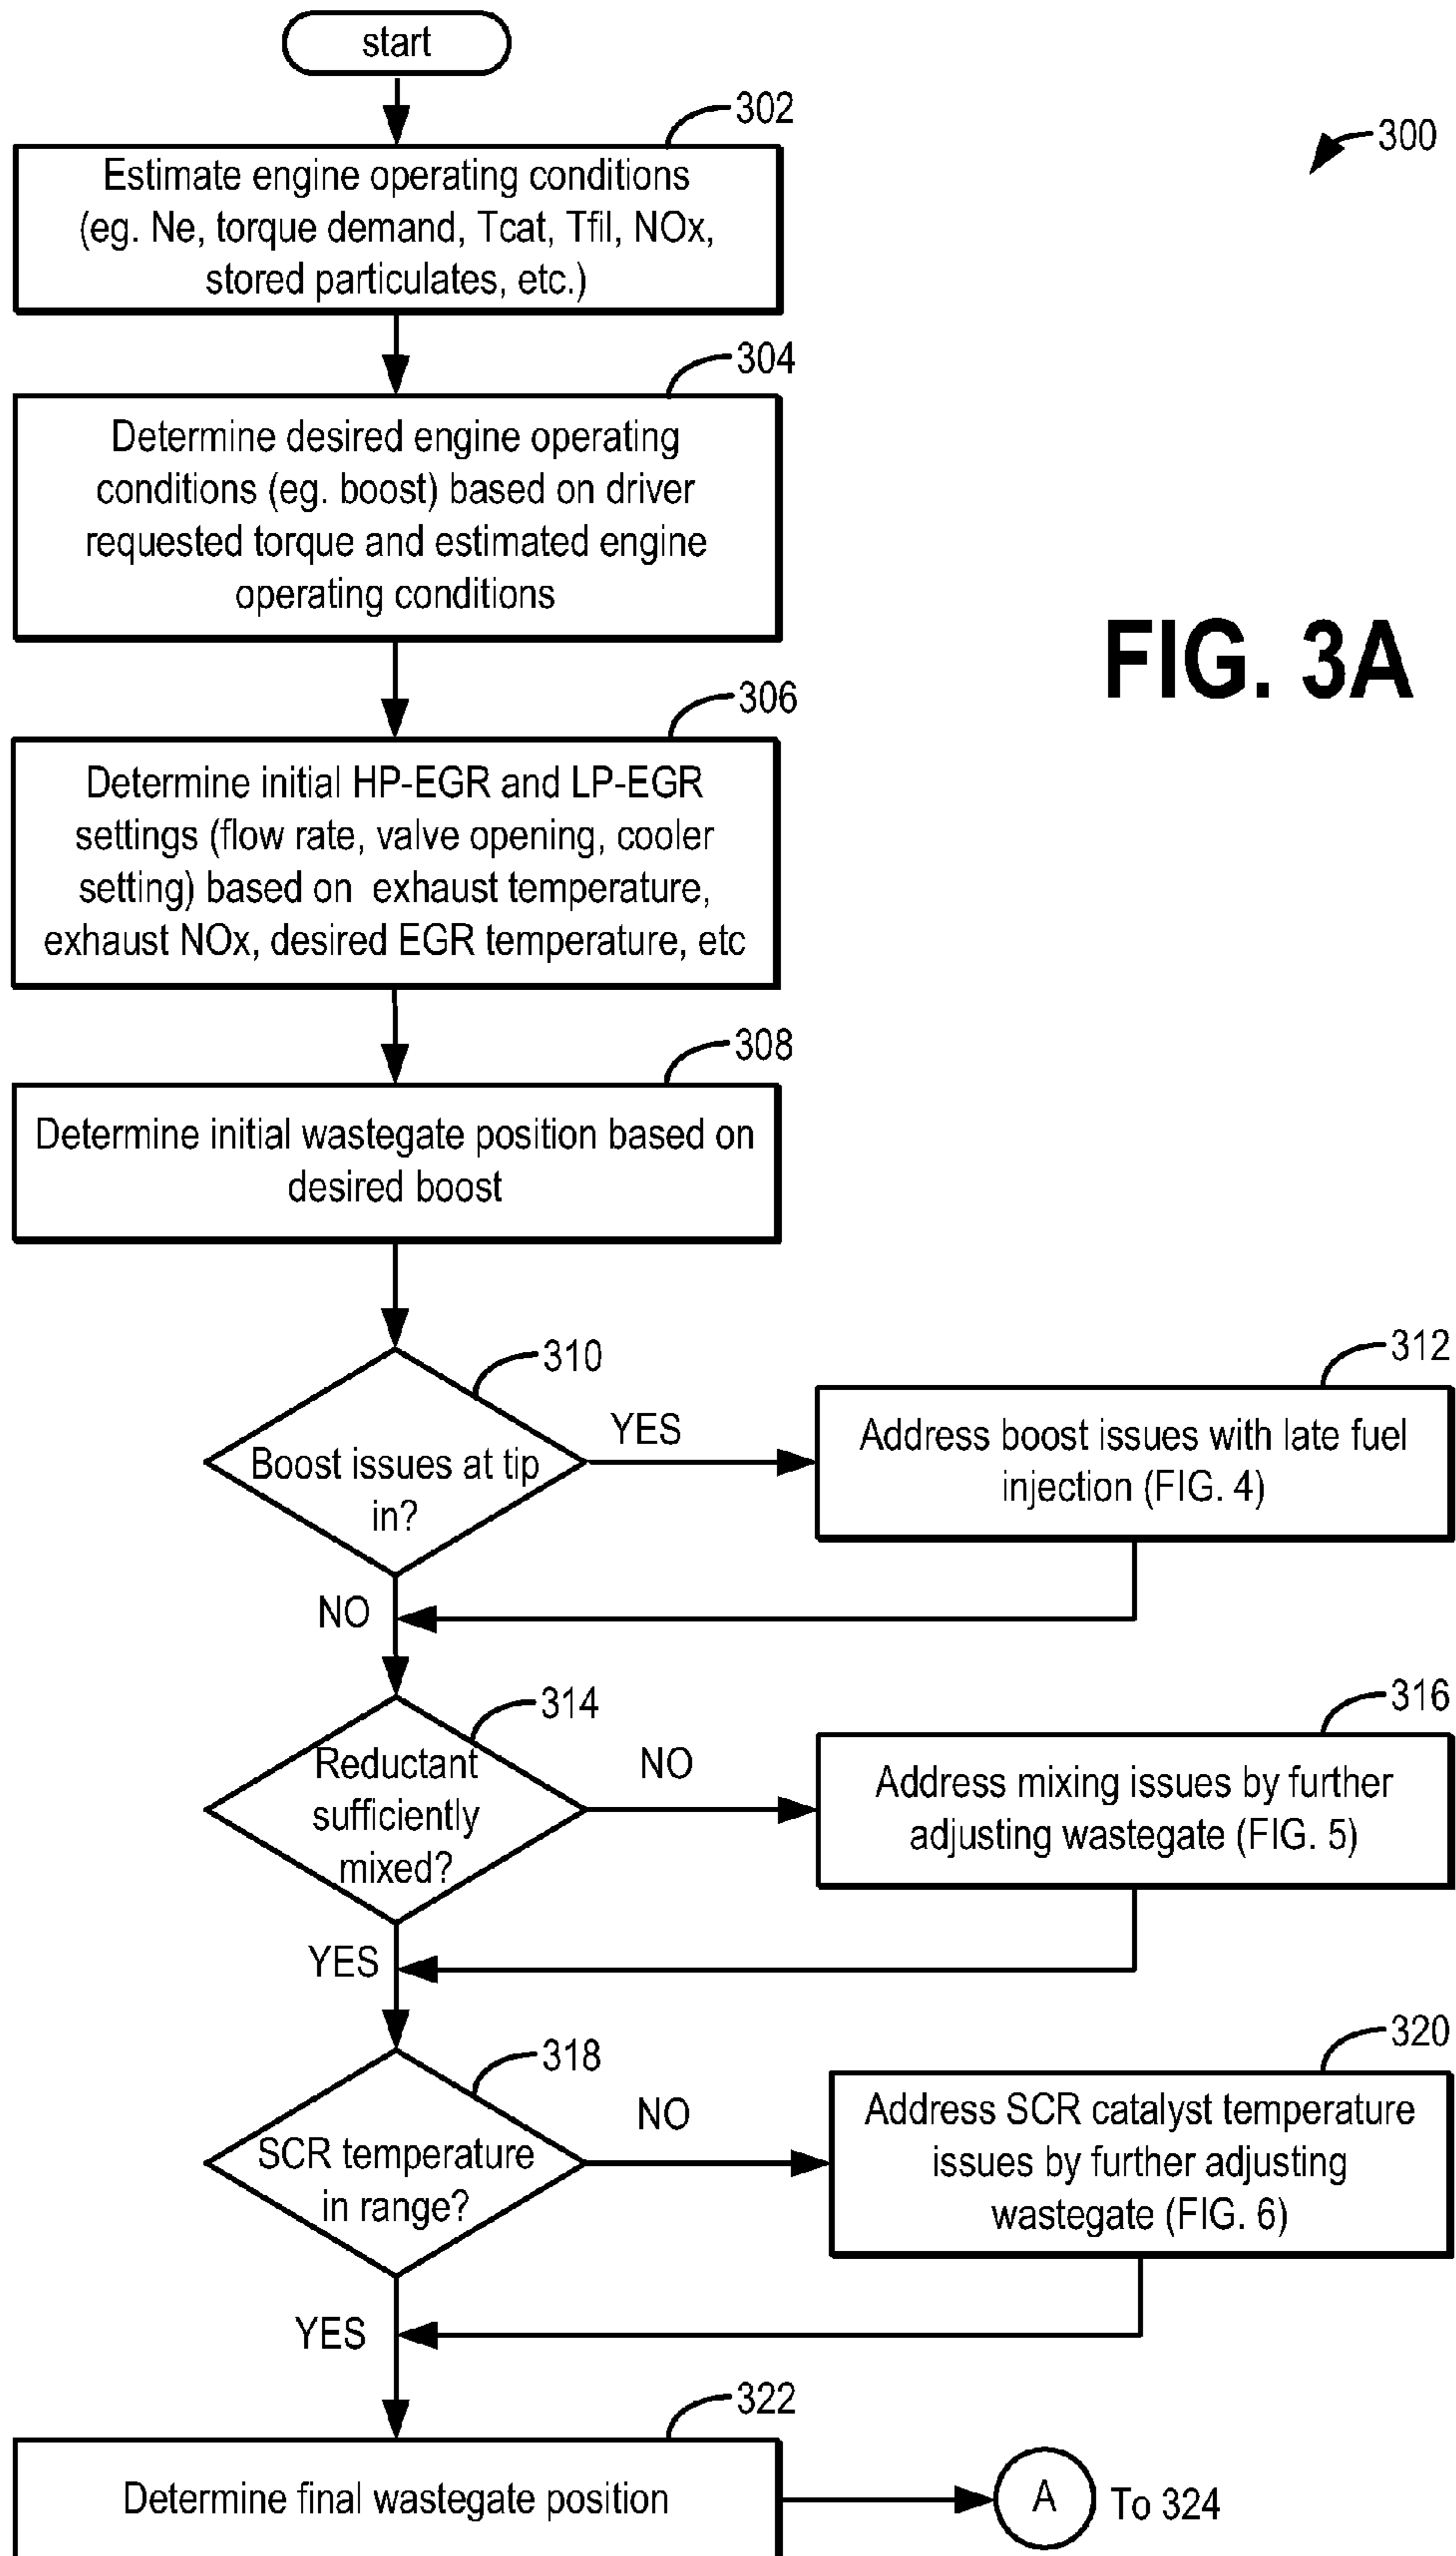 start
302
300
Estimate engine operating conditions
(eg. Ne, torque demand, Tcat, Tfil, NOx,
stored particulates, etc.)
304
Determine desired engine operating
conditions (eg. boost) based on driver
requested torque and estimated engine
operating conditions
FIG. 3A
306
Determine initial HP-EGR and LP-EGR
settings (flow rate, valve opening, cooler
setting) based on exhaust temperature,
exhaust NOx, desired EGR temperature, etc
308
Determine initial wastegate position based on
desired boost
310
Boost issues at tip
in?
YES
312
Address boost issues with late fuel
injection (FIG. 4)
NO
314
Reductant
sufficiently
mixed?
NO
316
Address mixing issues by further
adjusting wastegate (FIG. 5)
YES
318
SCR temperature
in range?
NO
320
Address SCR catalyst temperature
issues by further adjusting
wastegate (FIG. 6)
YES
322
Determine final wastegate position
A
To 324